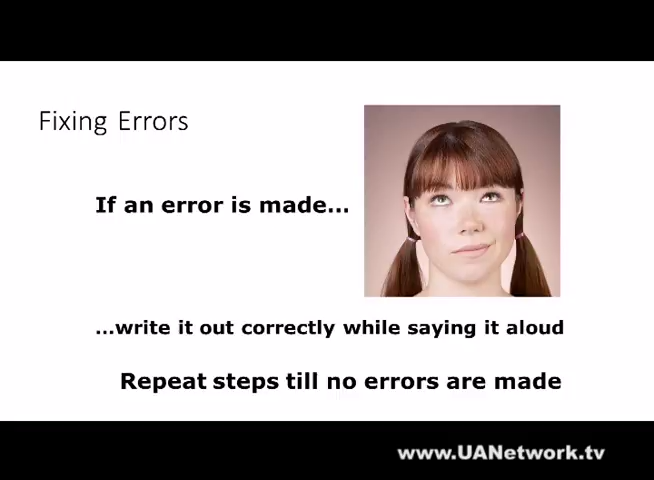 Fixing Errors
If an error is made...
...write it out correctly while saying it aloud
Repeat steps till no errors are made
www.UANetwork.tv